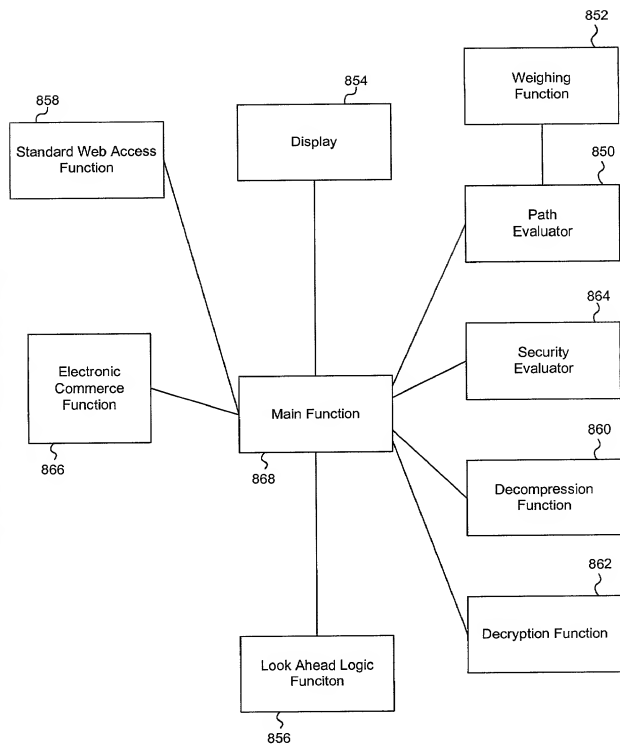 852
Weighing
Function
858
Standard Web Access
Function
854
Display
850
Path
Evaluator
864
Security
Evaluator
Electronic
Commerce
Function
866
Main Function
868
860
Decompression
Function
862
Decryption Function
Look Ahead Logic
Funciton
856